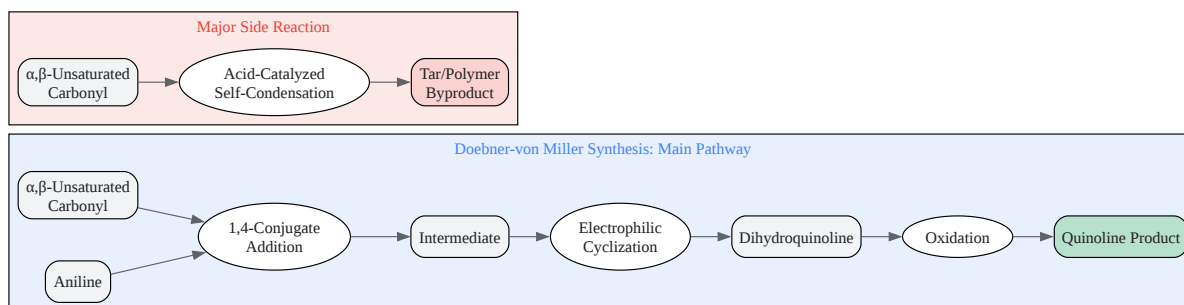 Major Side Reaction
α,β-Unsaturated
Carbonyl
Acid-Catalyzed
Self-Condensation
Tar/Polymer
Byproduct
Doebner-von Miller Synthesis: Main Pathway
α,β-Unsaturated
Carbonyl
Aniline
1,4-Conjugate
Addition
Intermediate
Electrophilic
Cyclization
Dihydroquinoline
Oxidation
Quinoline Product